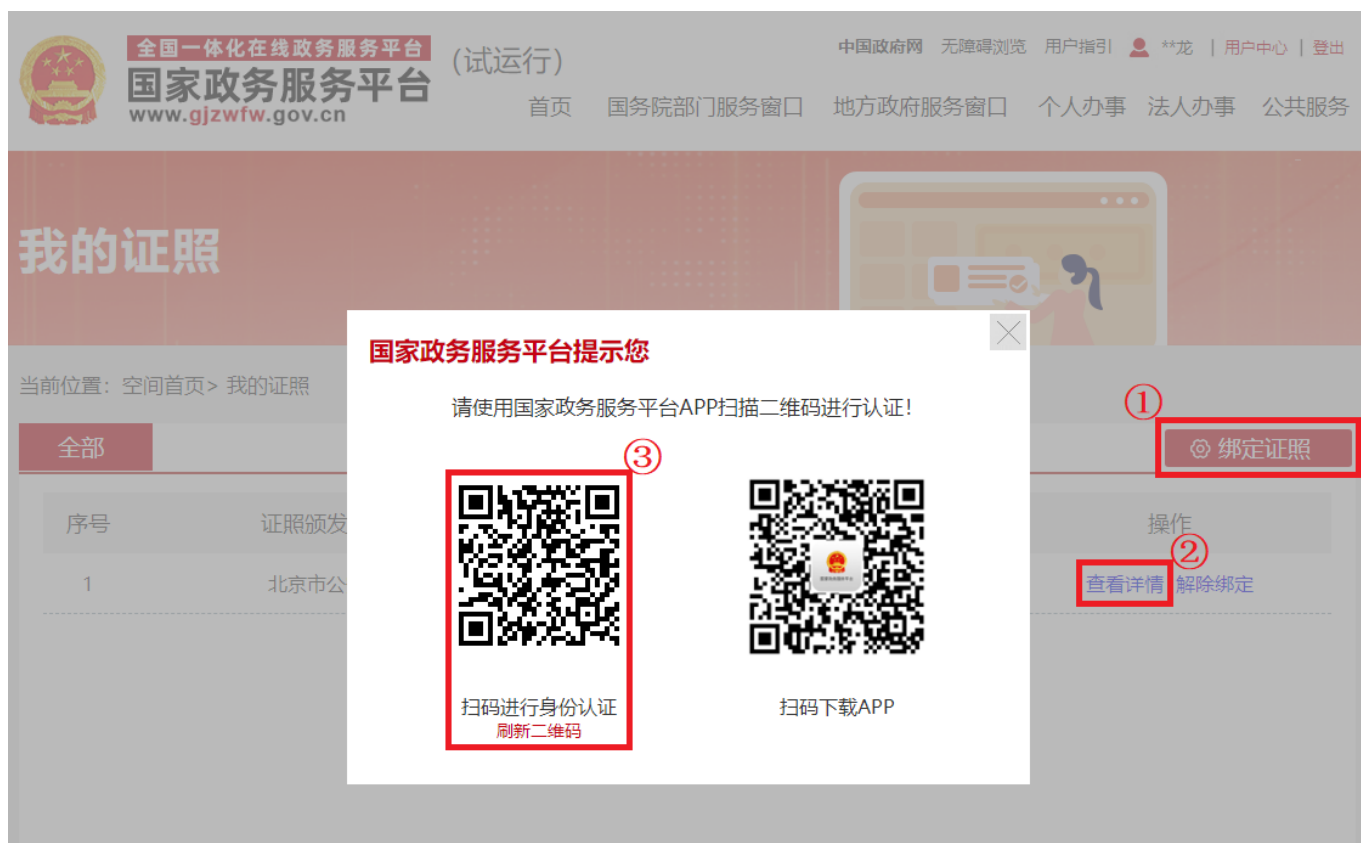 全国一体化在线政务服务平台
国家政务服务平台
www.gjzwfw.gov.cn
(试运行)
中国政府网 无障碍浏览 用户指引 **龙 | 用户中心 | 登出
首页 国务院部门服务窗口 地方政府服务窗口 个人办事 法人办事 公共服务
我的证照
国家政务服务平台提示您
当前位置：空间首页> 我的证照
请使用国家政务服务平台APP扫描二维码进行认证！
①
全部
绑定证照
③
序号 证照颁发 操作
②
1 北京市公 查看详情 解除绑定
扫码进行身份认证
刷新二维码
扫码下载APP